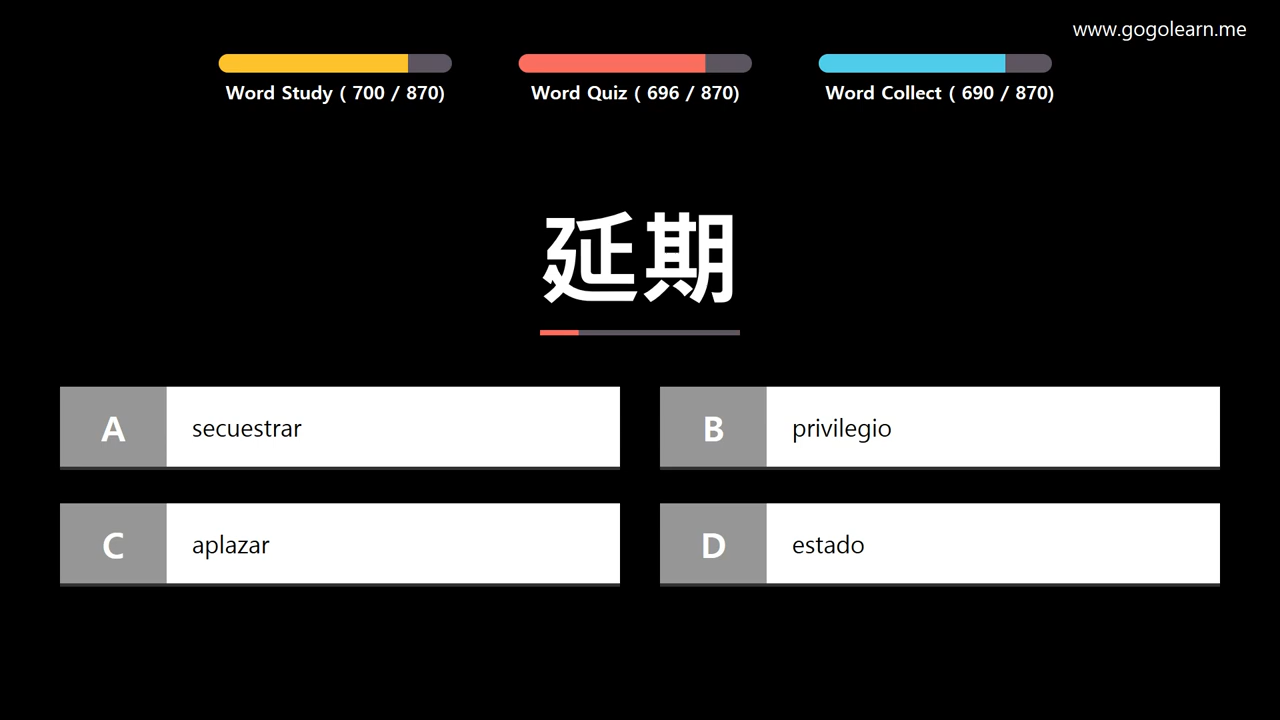 www.gogolearn.me
Word Study ( 700 / 870)
Word Quiz ( 696 / 870)
Word Collect ( 690 / 870)
延期
A secuestrar
B privilegio
C aplazar
D estado